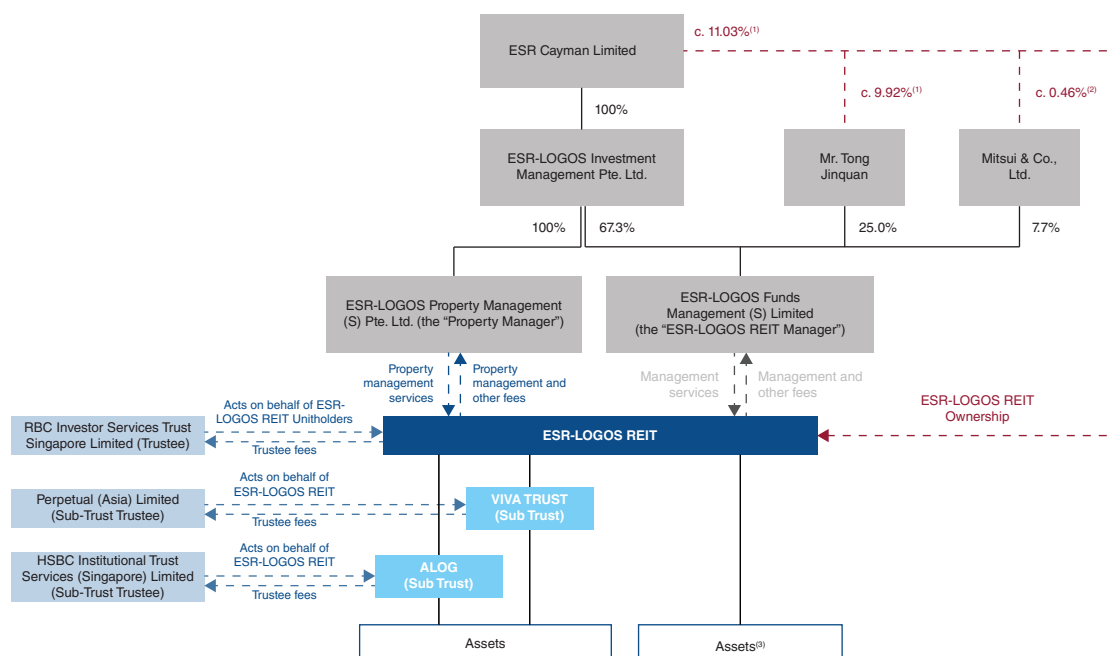 ESR Cayman Limited
c. 11.03%(1)
100%
c. 9.92%(1)
c. 0.46%(2)
ESR-LOGOS Investment
Management Pte. Ltd.
Mr. Tong
Jinquan
Mitsui & Co.,
Ltd.
100%
67.3%
25.0%
7.7%
ESR-LOGOS Property Management
(S) Pte. Ltd. (the “Property Manager”)
ESR-LOGOS Funds
Management (S) Limited
(the “ESR-LOGOS REIT Manager”)
Property
management
services
Property
management and
other fees
Management
services
Management and
other fees
ESR-LOGOS REIT
Ownership
RBC Investor Services Trust
Singapore Limited (Trustee)
Acts on behalf of ESR-
LOGOS REIT Unitholders
Trustee fees
ESR-LOGOS REIT
Perpetual (Asia) Limited
(Sub-Trust Trustee)
Acts on behalf of
ESR-LOGOS REIT
Trustee fees
VIVA TRUST
(Sub Trust)
HSBC Institutional Trust
Services (Singapore) Limited
(Sub-Trust Trustee)
Acts on behalf of
ESR-LOGOS REIT
Trustee fees
ALOG
(Sub Trust)
Assets
Assets(3)